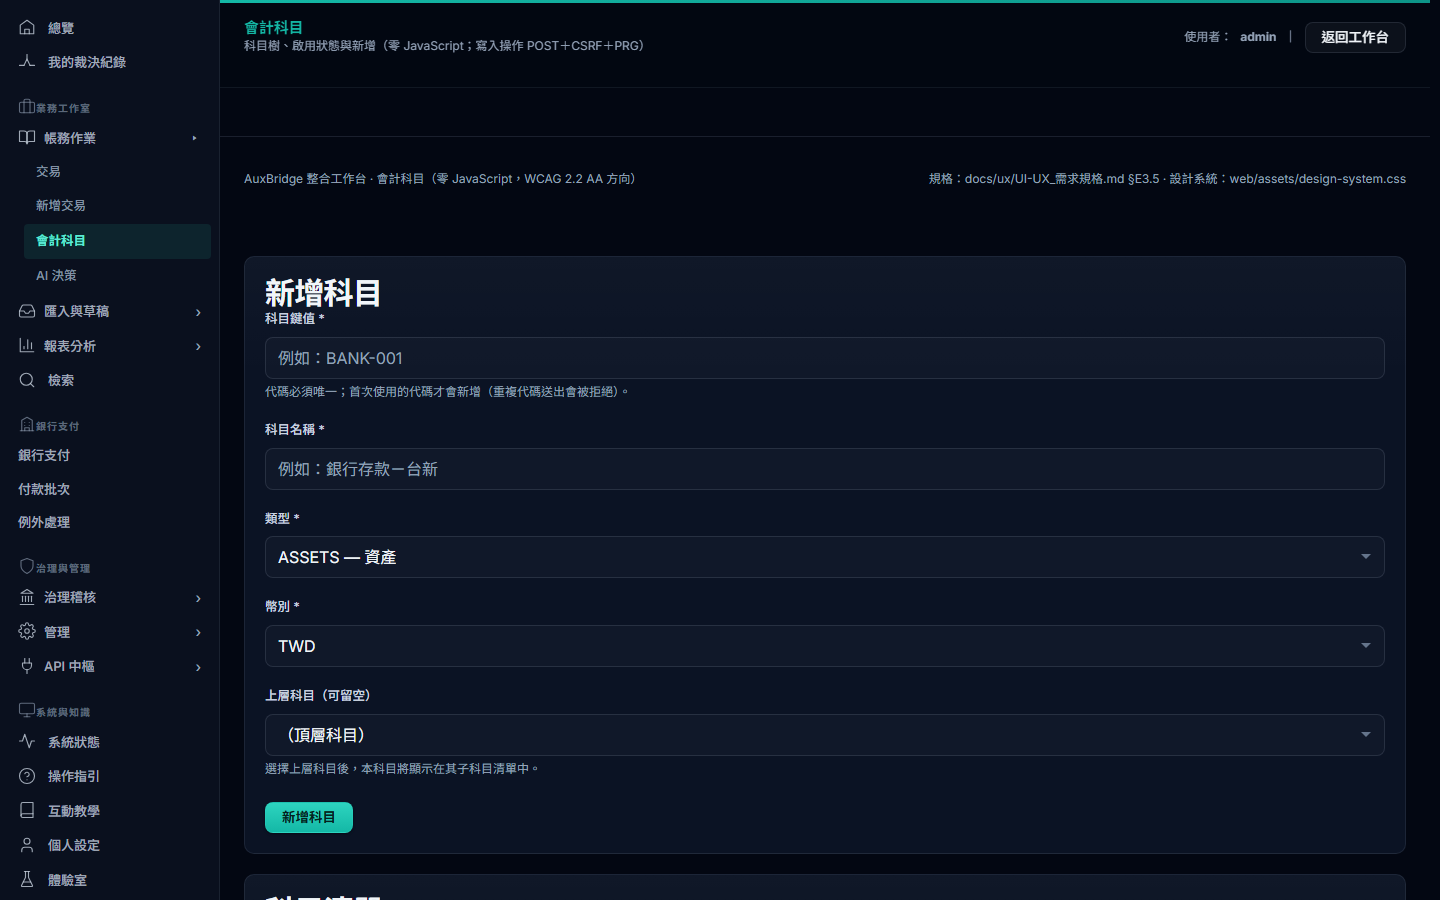 總覽
我的裁決紀錄
業務工作室
帳務作業
交易
新增交易
會計科目
AI 決策
匯入與草稿
報表分析
檢索
銀行支付
銀行支付
付款批次
例外處理
治理與管理
治理稽核
管理
API 中樞
系統與知識
系統狀態
操作指引
互動教學
個人設定
體驗室
會計科目
科目樹、啟用狀態與新增（零 JavaScript；寫入操作 POST＋CSRF＋PRG）
使用者： admin | 返回工作台
AuxBridge 整合工作台 · 會計科目（零 JavaScript，WCAG 2.2 AA 方向）
規格：docs/ux/UI-UX_需求規格.md §E3.5 · 設計系統：web/assets/design-system.css
新增科目
科目鍵值 *
例如：BANK-001
代碼必須唯一；首次使用的代碼才會新增（重複代碼送出會被拒絕）。
科目名稱 *
例如：銀行存款－台新
類型 *
ASSETS — 資產
幣別 *
TWD
上層科目（可留空）
（頂層科目）
選擇上層科目後，本科目將顯示在其子科目清單中。
新增科目